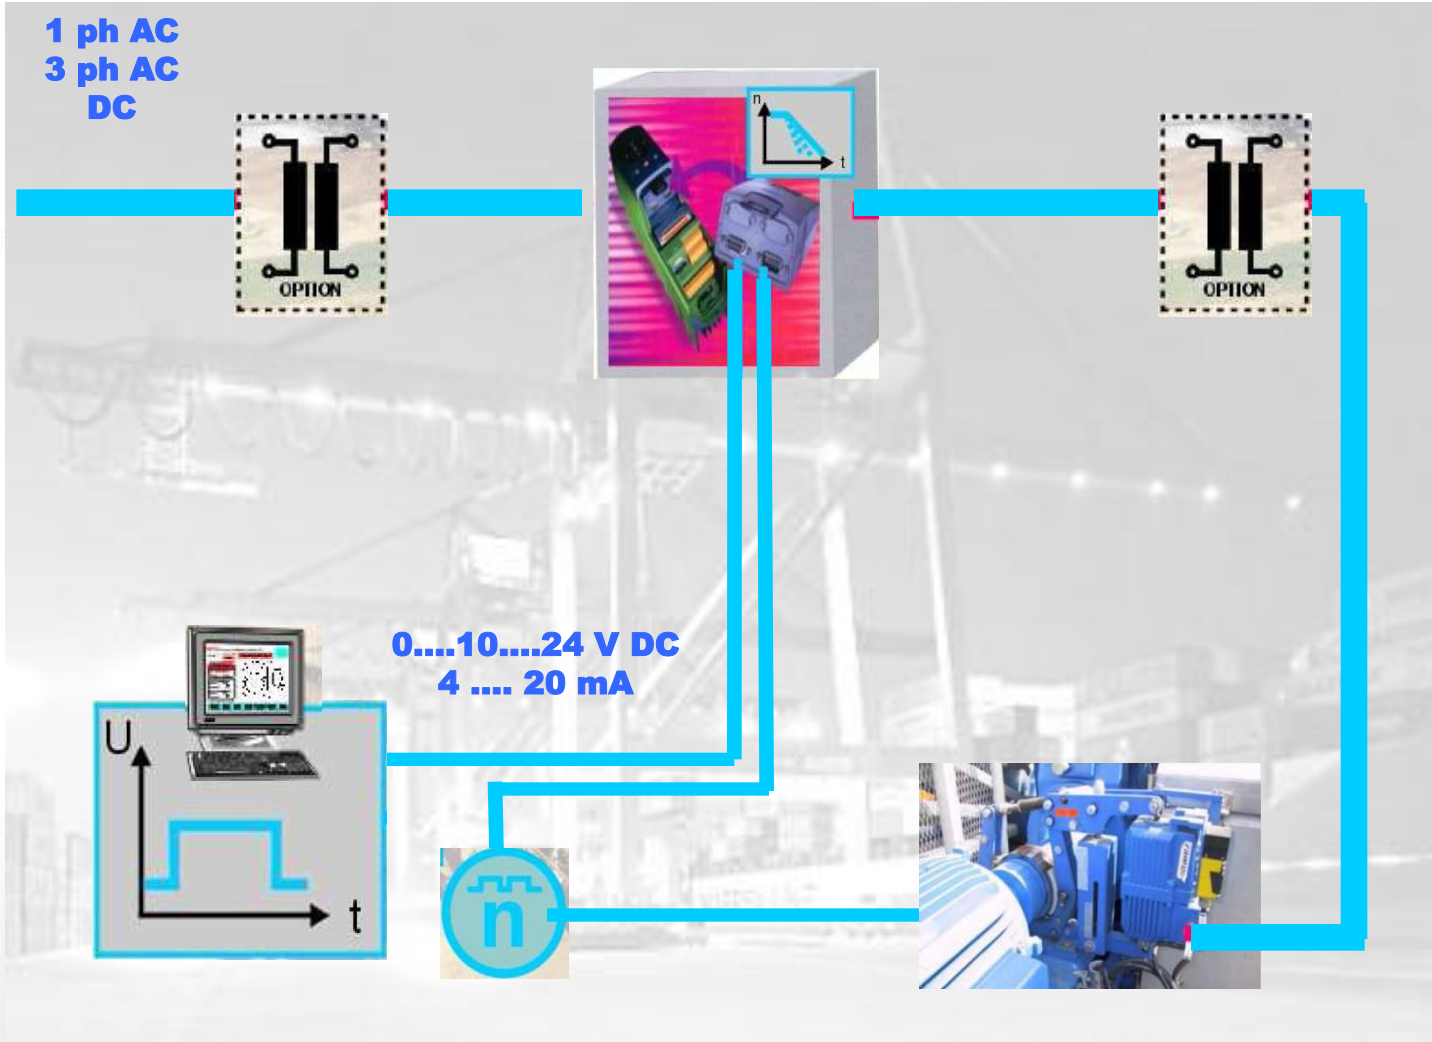 1 ph AC
3 ph AC
DC
n
t
OPTION
OPTION
0....10....24 V DC
4 .... 20 mA
U
t
n